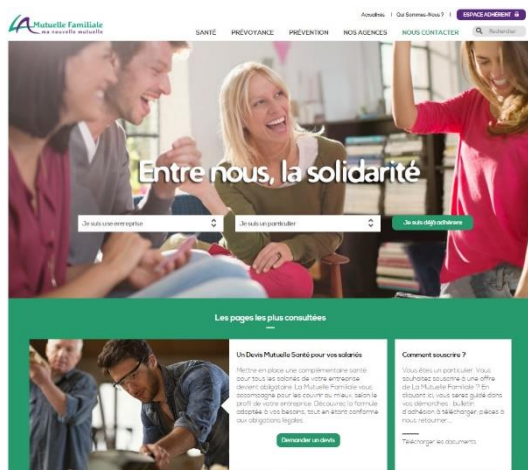 Actualités | Qui Sommes-Nous ? | ESPACE ADHÉRENT
LA Mutuelle Familiale
ma nouvelle mutuelle
SANTÉ PRÉVOYANCE PRÉVENTION NOS AGENCES NOUS CONTACTER Rechercher
Entre nous, la solidarité
Je suis une entreprise
Je suis un particulier
Je suis déjà adhérent
Les pages les plus consultées
Un Devis Mutuelle Santé pour vos salariés
Mettre en place une complémentaire santé
pour tous les salariés de votre entreprise
devient obligatoire. La Mutuelle Familiale vous
accompagne pour les couvrir au mieux, selon le
profil de votre entreprise. Découvrez la formule
adaptée à vos besoins, tout en étant conforme
aux obligations légales.
Demander un devis
Comment souscrire ?
Vous êtes un particulier. Vous
souhaitez souscrire à une offre
de La Mutuelle Familiale ? En
cliquant ici, vous serez guidé dans
vos démarches : bulletin
d'adhésion à télécharger, pièces à
nous retourner...
Télécharger les documents